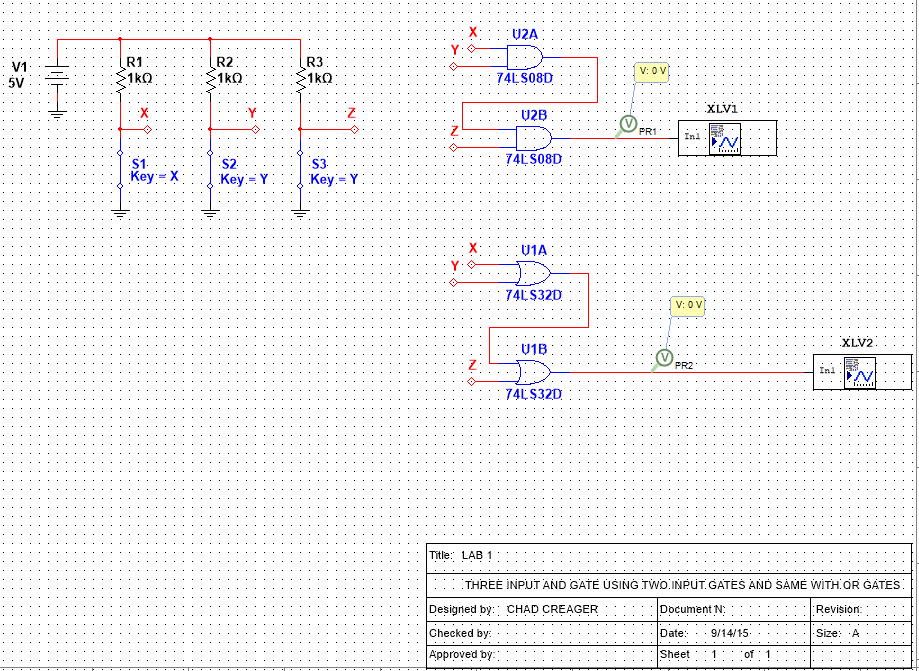 V1
5V
R1
1kΩ
R2
1kΩ
R3
1kΩ
X
Y
Z
S1
Key = X
S2
Key = Y
S3
Key = Y
X
Y
U2A
74LS08D
Z
U2B
74LS08D
V: 0 V
V
PR1
XLV1
In1
X
Y
U1A
74LS32D
Z
U1B
74LS32D
V: 0 V
V
PR2
XLV2
In1
Title: LAB 1
THREE INPUT AND GATE USING TWO INPUT GATES AND SAME WITH OR GATES
Designed by: CHAD CREAGER
Document N:
Revision:
Checked by:
Date: 9/14/15
Size: A
Approved by:
Sheet 1 of 1